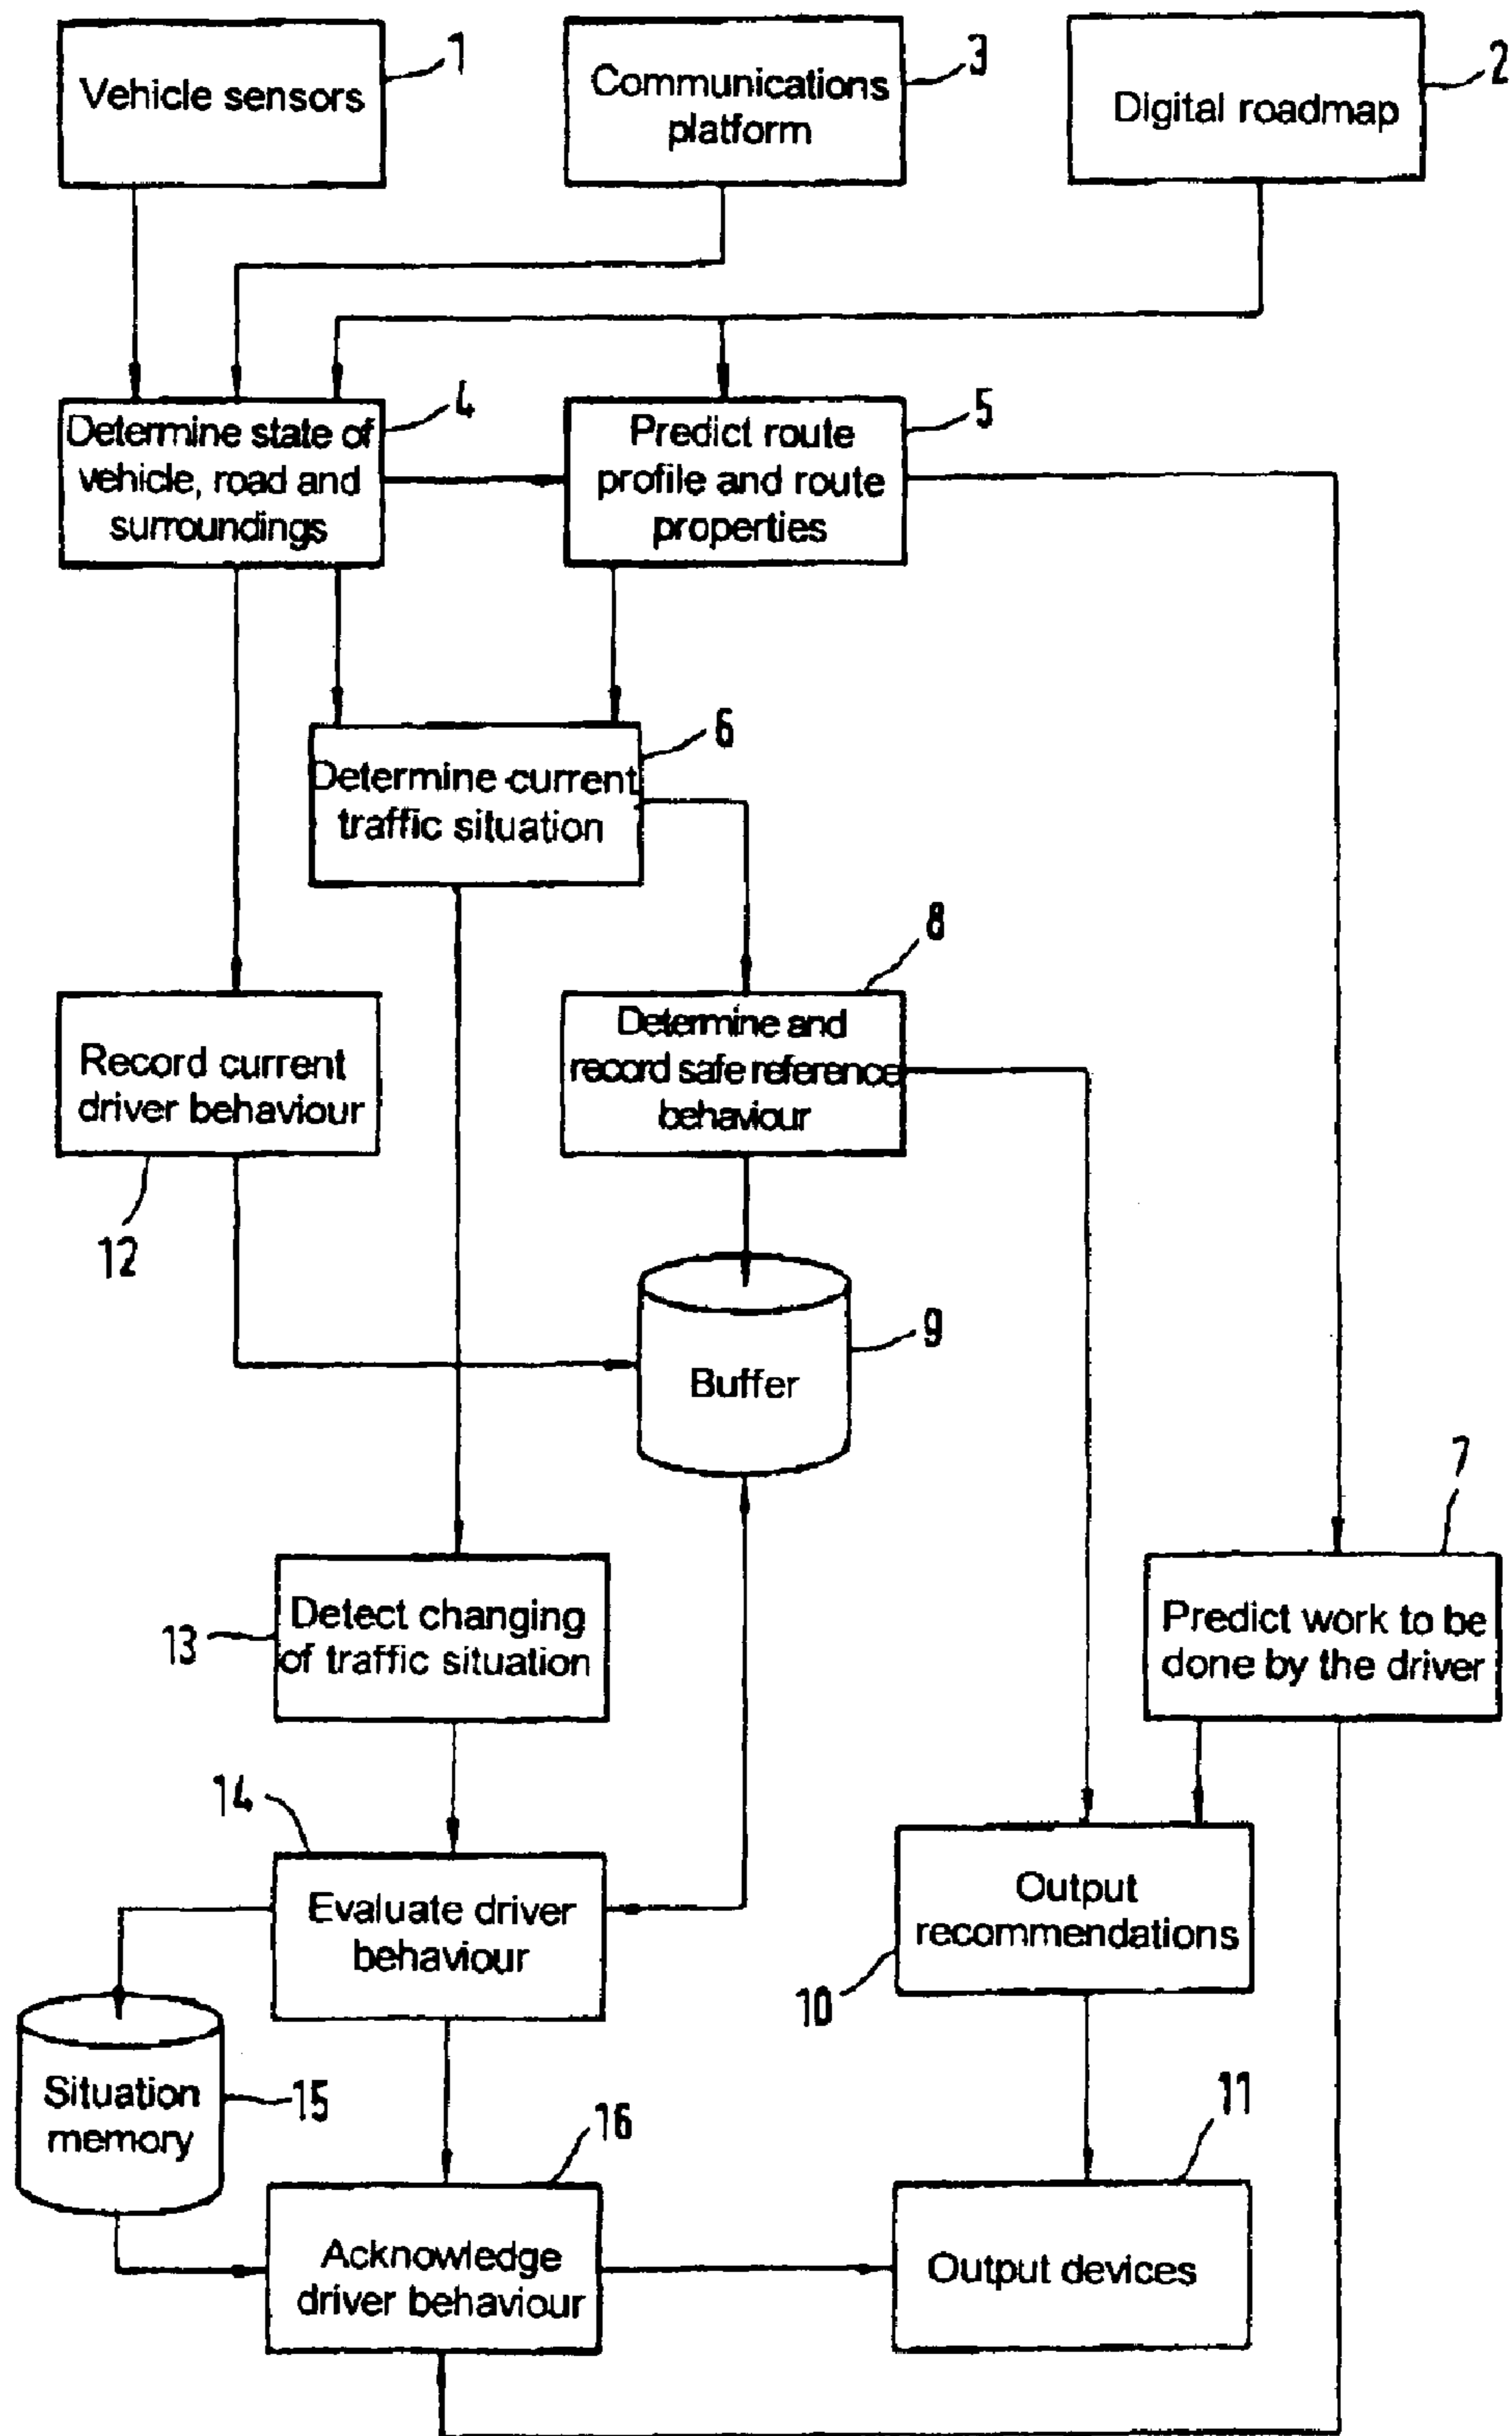 Vehicle sensors
1
Communications
platform
3
Digital roadmap
2
Determine state of
vehicle, road and
surroundings
4
Predict route
profile and route
properties
5
Determine current
traffic situation
6
Record current
driver behaviour
12
Determine and
record safe reference
behaviour
8
Buffer
9
Detect changing
of traffic situation
13
Predict work to be
done by the driver
7
Evaluate driver
behaviour
14
Output
recommendations
10
Situation
memory
15
Acknowledge
driver behaviour
16
Output devices
11